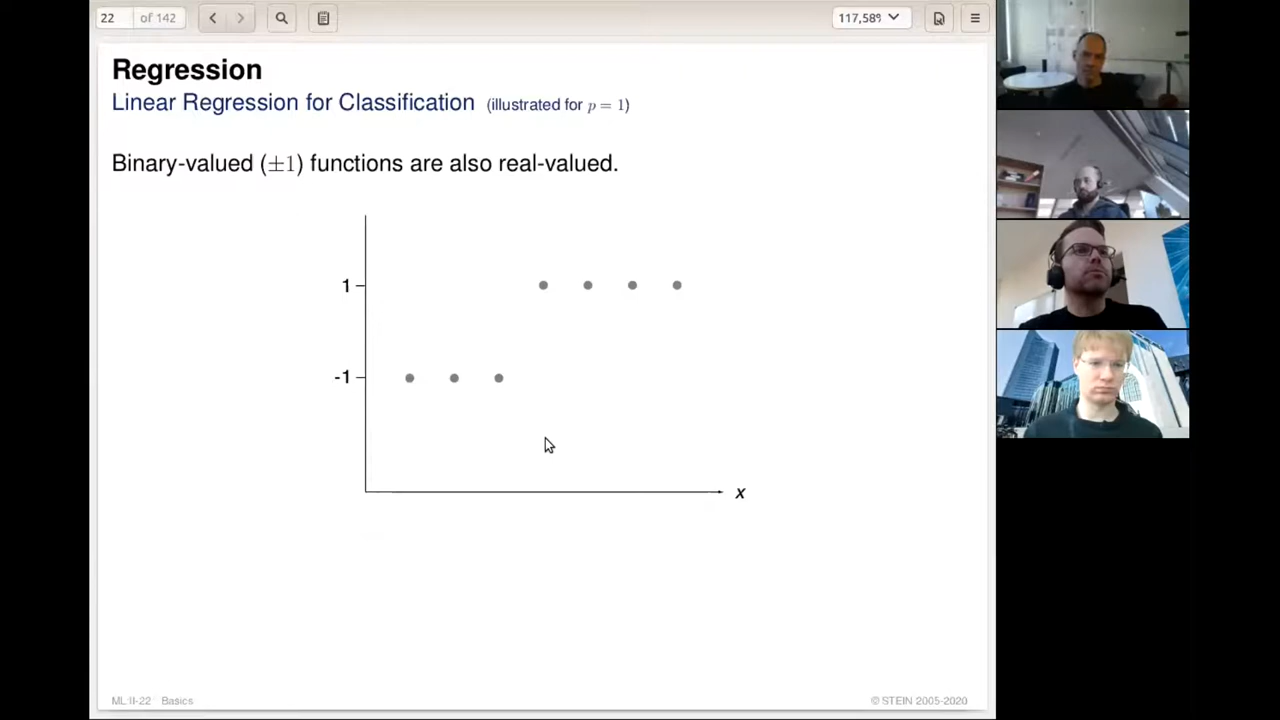 22 of 142
117,58%
Regression
Linear Regression for Classification (illustrated for p = 1)
Binary-valued (±1) functions are also real-valued.
1
-1
x
ML:II-22 Basics
© STEIN 2005-2020